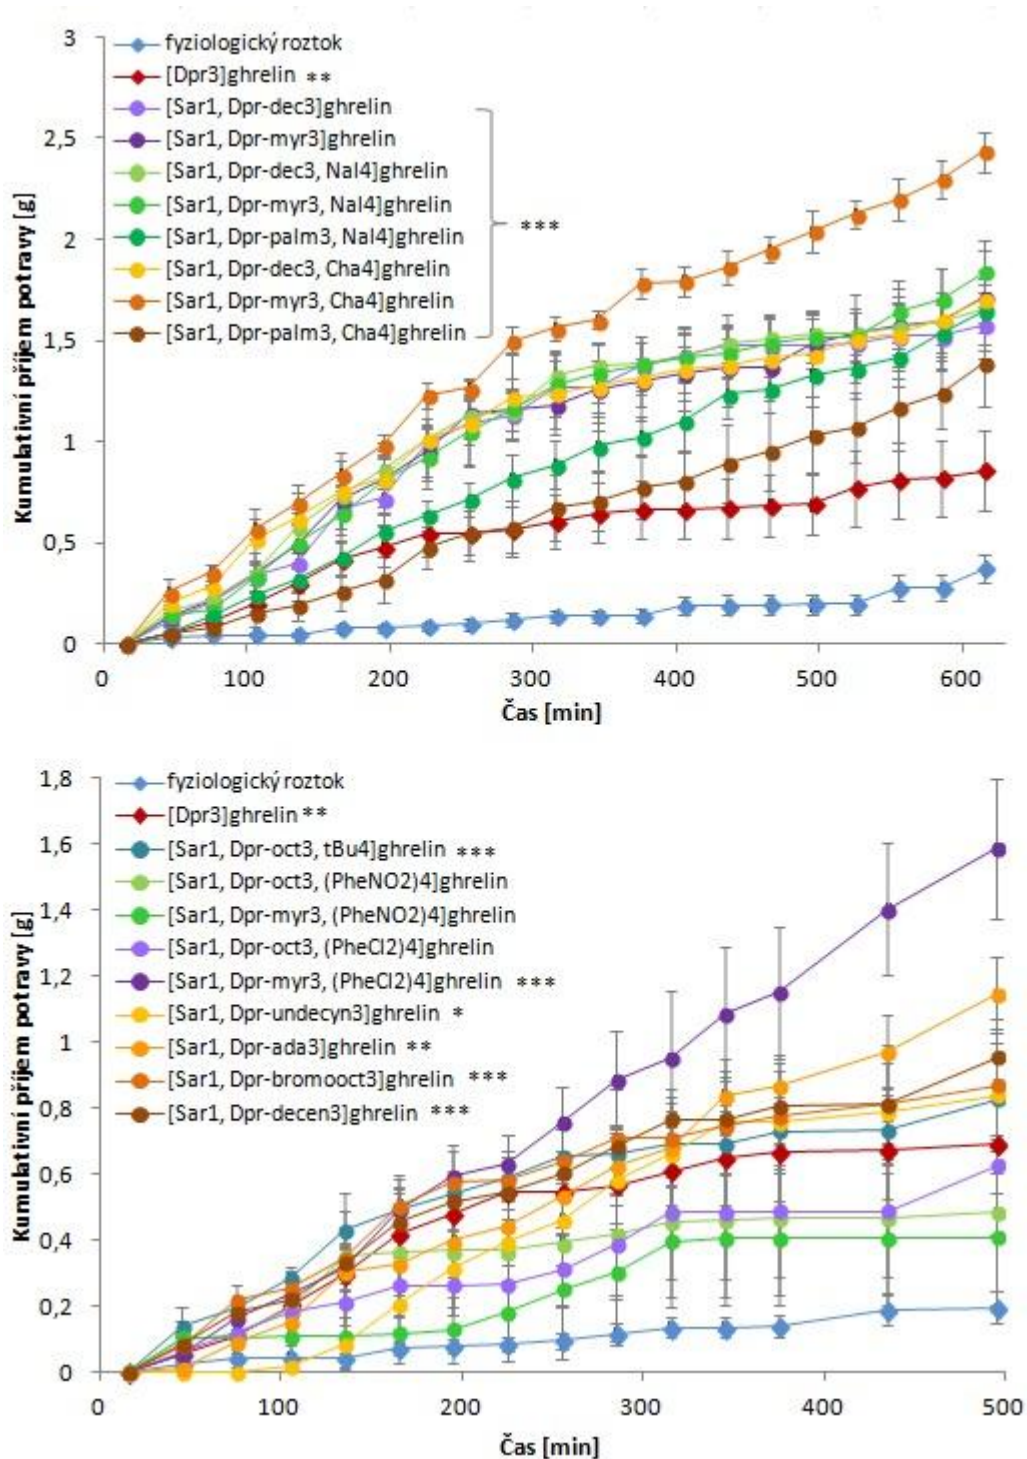 3
2,5
2
1,5
1
0,5
0
Kumulativní příjem potravy [g]
fyziologický roztok
[Dpr3]ghrelin **
[Sar1, Dpr-dec3]ghrelin
[Sar1, Dpr-myr3]ghrelin
[Sar1, Dpr-dec3, Nal4]ghrelin
[Sar1, Dpr-myr3, Nal4]ghrelin
[Sar1, Dpr-palm3, Nal4]ghrelin
[Sar1, Dpr-dec3, Cha4]ghrelin
[Sar1, Dpr-myr3, Cha4]ghrelin
[Sar1, Dpr-palm3, Cha4]ghrelin
***
0 100 200 300 400 500 600
Čas [min]
1,8
1,6
1,4
1,2
1
0,8
0,6
0,4
0,2
0
Kumulativní příjem potravy [g]
fyziologický roztok
[Dpr3]ghrelin **
[Sar1, Dpr-oct3, tBu4]ghrelin ***
[Sar1, Dpr-oct3, (PheNO2)4]ghrelin
[Sar1, Dpr-myr3, (PheNO2)4]ghrelin
[Sar1, Dpr-oct3, (PheCl2)4]ghrelin
[Sar1, Dpr-myr3, (PheCl2)4]ghrelin ***
[Sar1, Dpr-undecyn3]ghrelin *
[Sar1, Dpr-ada3]ghrelin **
[Sar1, Dpr-bromooct3]ghrelin ***
[Sar1, Dpr-decen3]ghrelin ***
0 100 200 300 400 500
Čas [min]